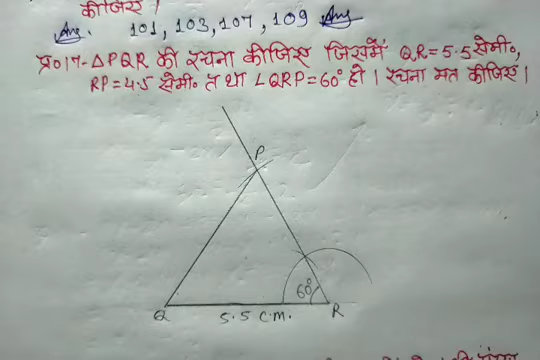 कीजिए।
Ans. 101, 103, 107, 109 Ans
प्र०17- ΔPQR की रचना कीजिए जिसमें QR=5.5 सेमी०,
RP=4.5 सेमी० तथा ∠QRP=60° हो। रचना मत कीजिए।
P
60°
Q 5.5 C.M. R